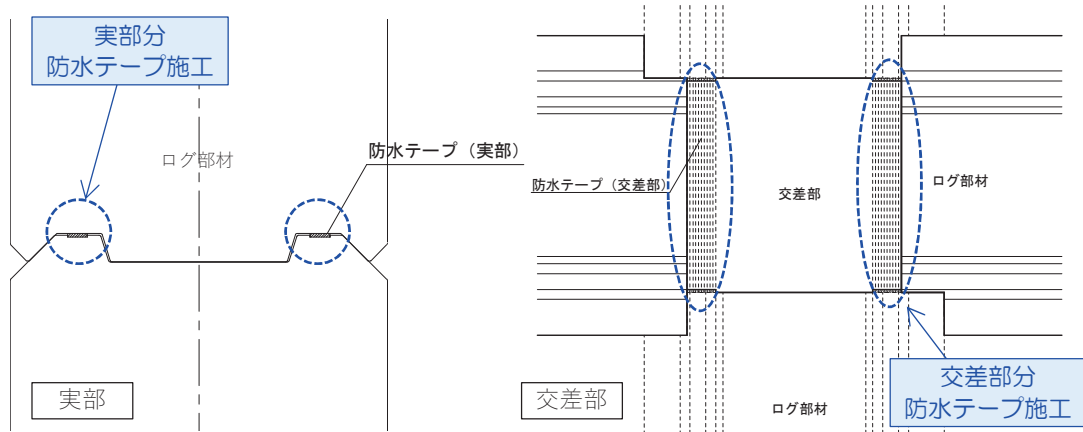 実部分
防水テープ施工
ログ部材
防水テープ（実部）
実部
防水テープ（交差部）
交差部
ログ部材
交差部
ログ部材
交差部分
防水テープ施工